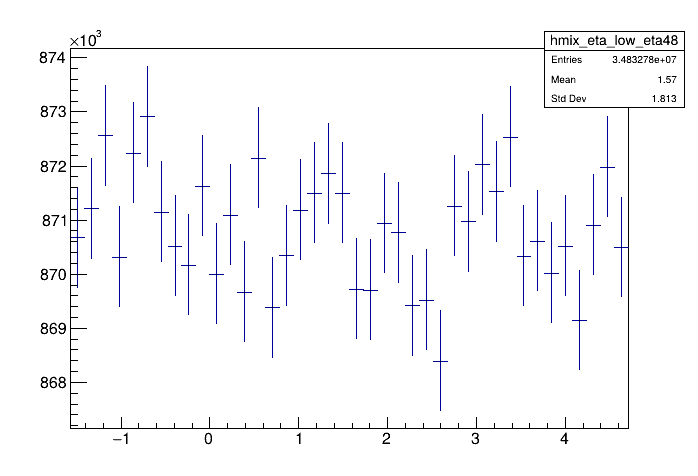 ×10³
hmix_eta_low_eta48
Entries 3.483278e+07
Mean 1.57
Std Dev 1.813
874
873
872
871
870
869
868
−1 0 1 2 3 4